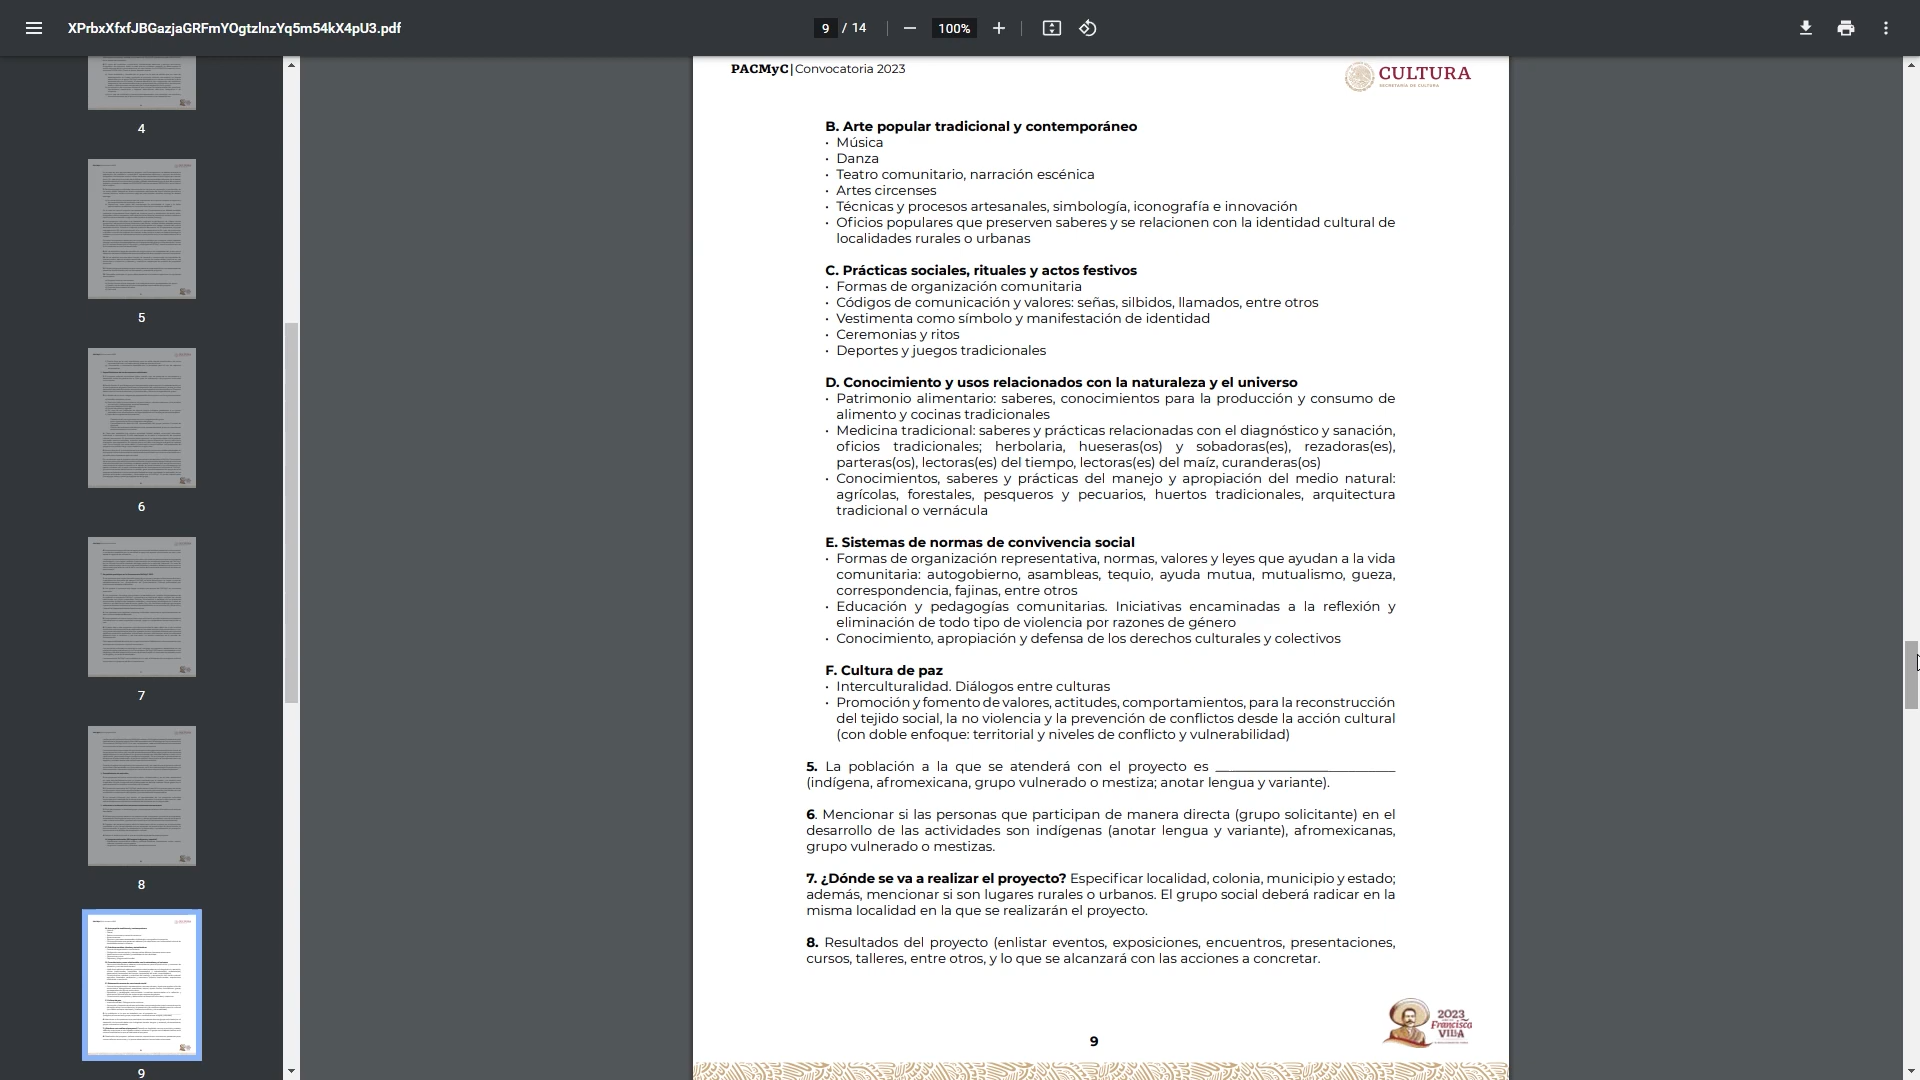 XPrbxXfxfJBGazjaGRFmYOgtzlnzYq5m54kX4pU3.pdf
9 / 14
100%
4
5
6
7
8
9
PACMyC|Convocatoria 2023
CULTURA
SECRETARÍA DE CULTURA
B. Arte popular tradicional y contemporáneo
• Música
• Danza
• Teatro comunitario, narración escénica
• Artes circenses
• Técnicas y procesos artesanales, simbología, iconografía e innovación
• Oficios populares que preserven saberes y se relacionen con la identidad cultural de
localidades rurales o urbanas
C. Prácticas sociales, rituales y actos festivos
• Formas de organización comunitaria
• Códigos de comunicación y valores: señas, silbidos, llamados, entre otros
• Vestimenta como símbolo y manifestación de identidad
• Ceremonias y ritos
• Deportes y juegos tradicionales
D. Conocimiento y usos relacionados con la naturaleza y el universo
• Patrimonio alimentario: saberes, conocimientos para la producción y consumo de
alimento y cocinas tradicionales
• Medicina tradicional: saberes y prácticas relacionadas con el diagnóstico y sanación,
oficios tradicionales; herbolaria, hueseras(os) y sobadoras(es), rezadoras(es),
parteras(os), lectoras(es) del tiempo, lectoras(es) del maíz, curanderas(os)
• Conocimientos, saberes y prácticas del manejo y apropiación del medio natural:
agrícolas, forestales, pesqueros y pecuarios, huertos tradicionales, arquitectura
tradicional o vernácula
E. Sistemas de normas de convivencia social
• Formas de organización representativa, normas, valores y leyes que ayudan a la vida
comunitaria: autogobierno, asambleas, tequio, ayuda mutua, mutualismo, gueza,
correspondencia, fajinas, entre otros
• Educación y pedagogías comunitarias. Iniciativas encaminadas a la reflexión y
eliminación de todo tipo de violencia por razones de género
• Conocimiento, apropiación y defensa de los derechos culturales y colectivos
F. Cultura de paz
• Interculturalidad. Diálogos entre culturas
• Promoción y fomento de valores, actitudes, comportamientos, para la reconstrucción
del tejido social, la no violencia y la prevención de conflictos desde la acción cultural
(con doble enfoque: territorial y niveles de conflicto y vulnerabilidad)
5. La población a la que se atenderá con el proyecto es ________________________
(indígena, afromexicana, grupo vulnerado o mestiza; anotar lengua y variante).
6. Mencionar si las personas que participan de manera directa (grupo solicitante) en el
desarrollo de las actividades son indígenas (anotar lengua y variante), afromexicanas,
grupo vulnerado o mestizas.
7. ¿Dónde se va a realizar el proyecto? Especificar localidad, colonia, municipio y estado;
además, mencionar si son lugares rurales o urbanos. El grupo social deberá radicar en la
misma localidad en la que se realizarán el proyecto.
8. Resultados del proyecto (enlistar eventos, exposiciones, encuentros, presentaciones,
cursos, talleres, entre otros, y lo que se alcanzará con las acciones a concretar.
2023
Francisco
VILLA
9